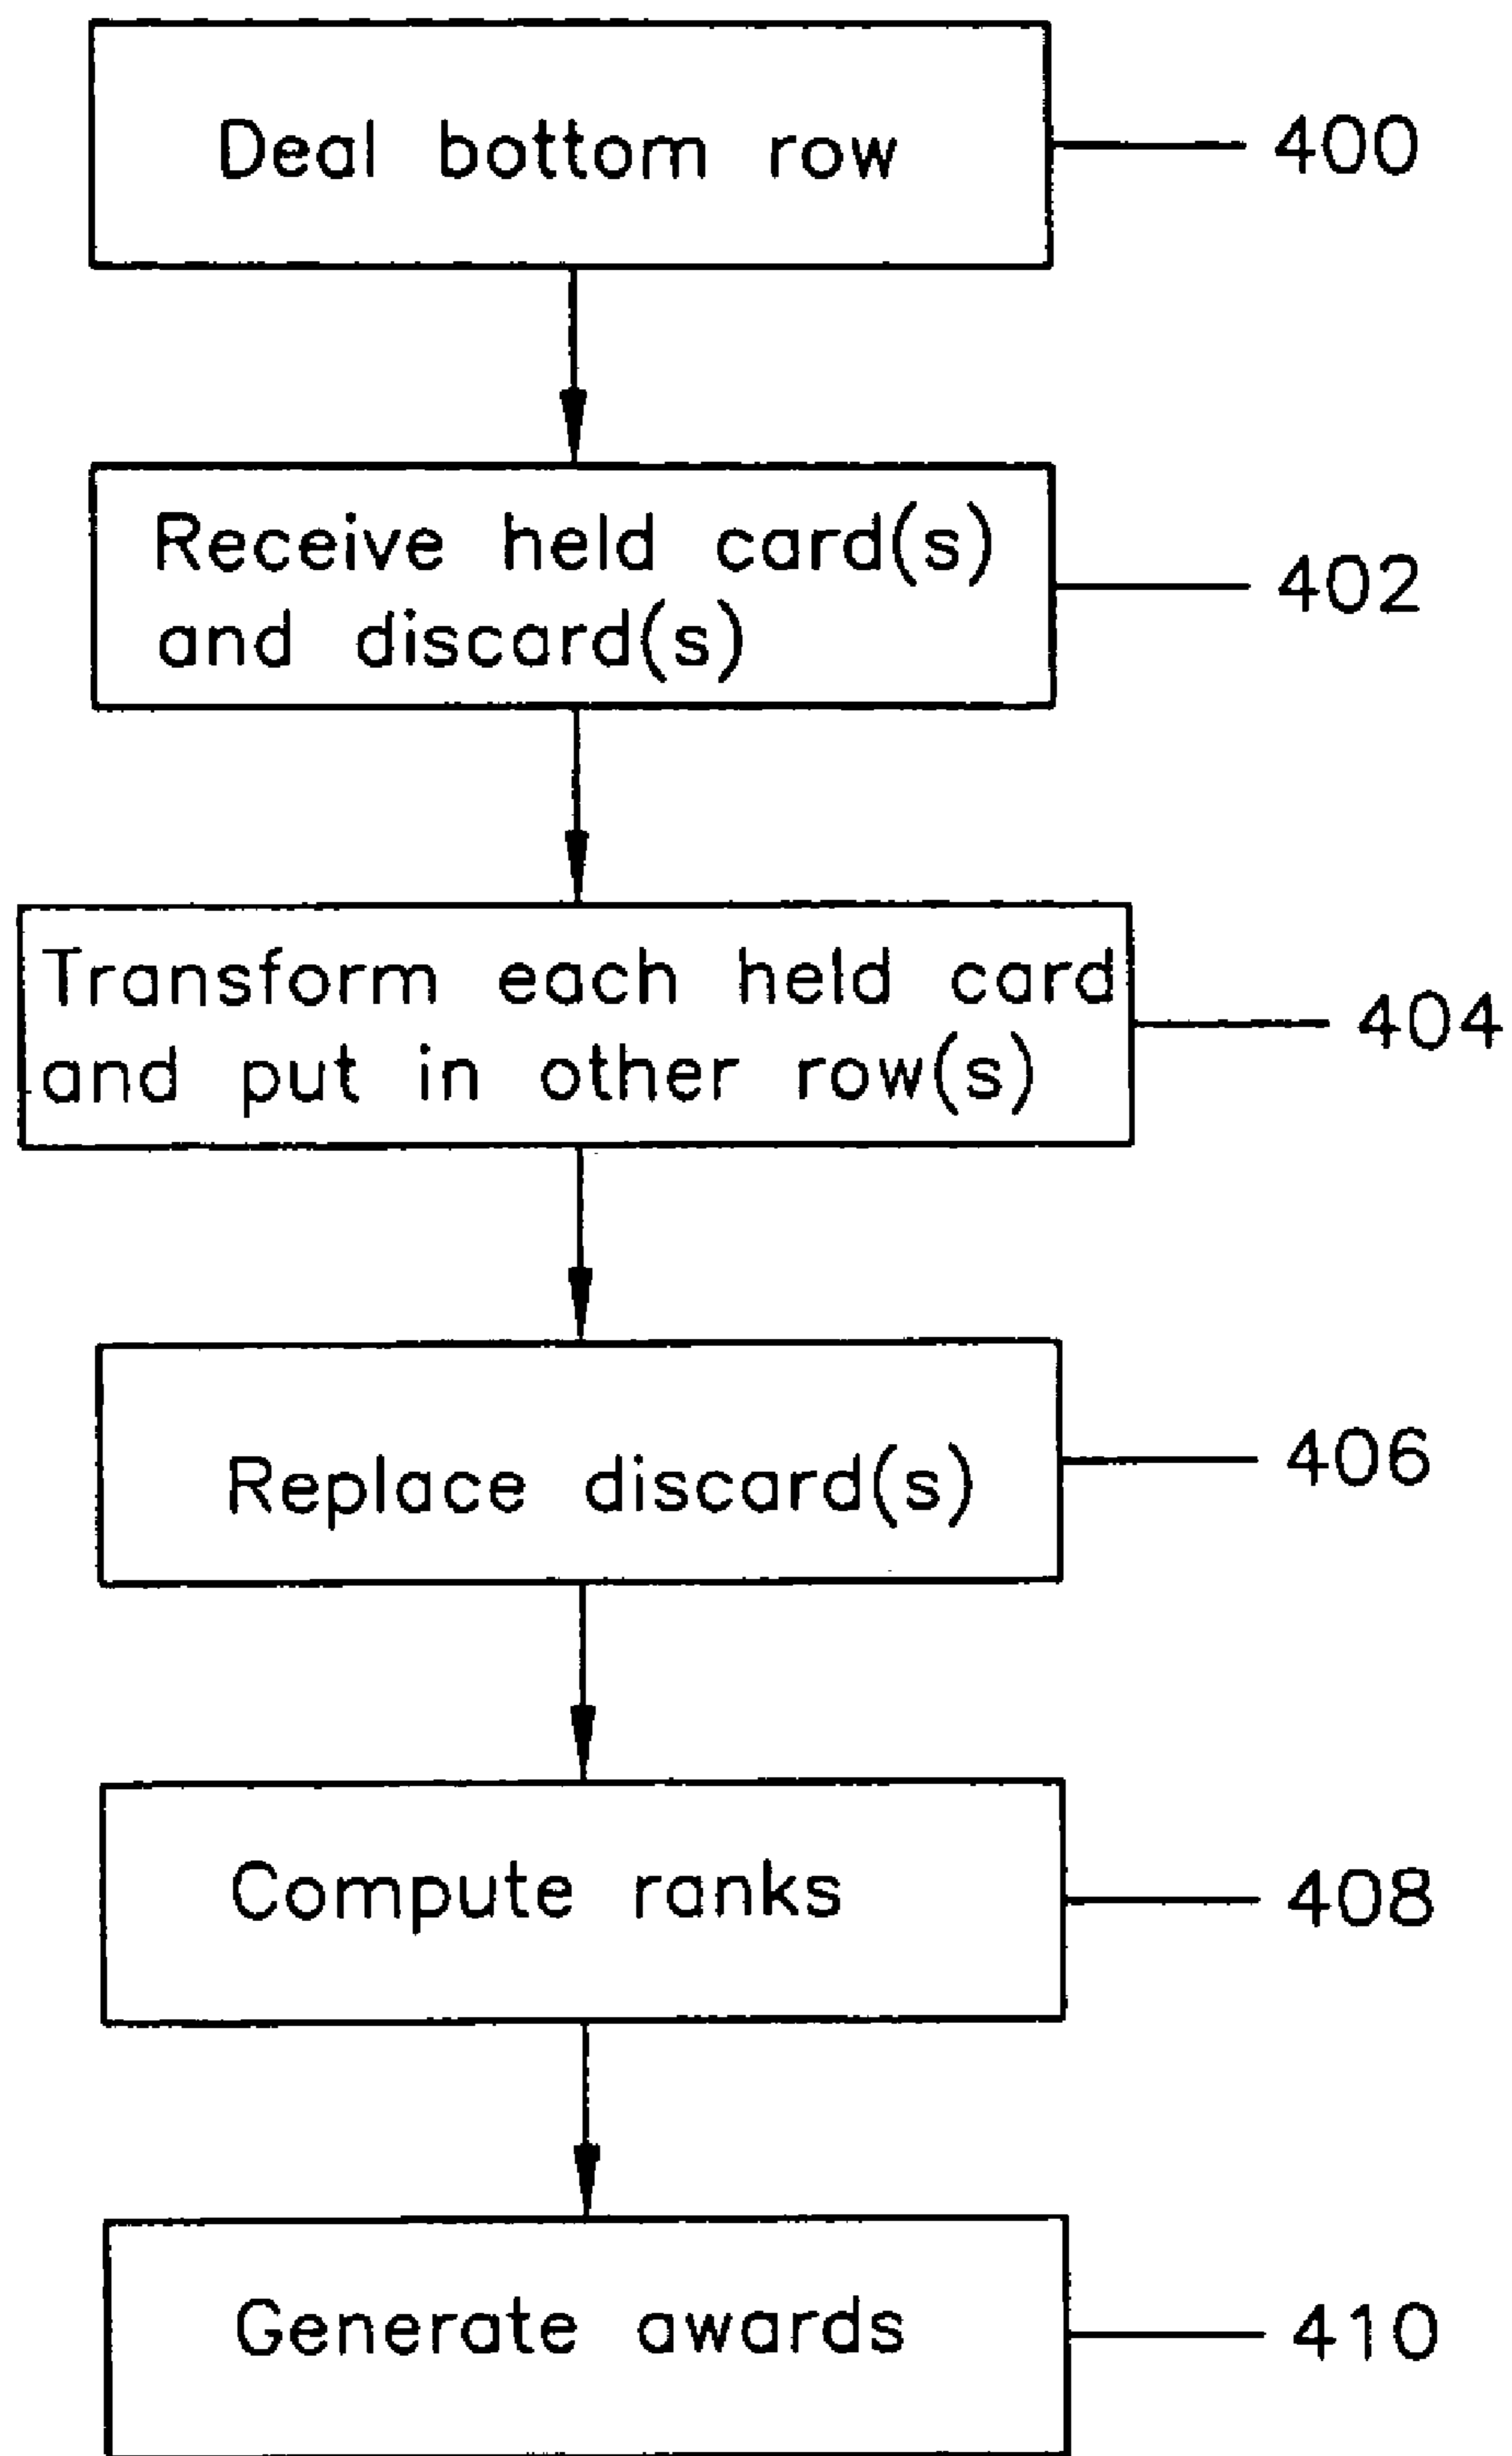 Deal bottom row
400
Receive held card(s)
and discard(s)
402
Transform each held card
and put in other row(s)
404
Replace discard(s)
406
Compute ranks
408
Generate awards
410